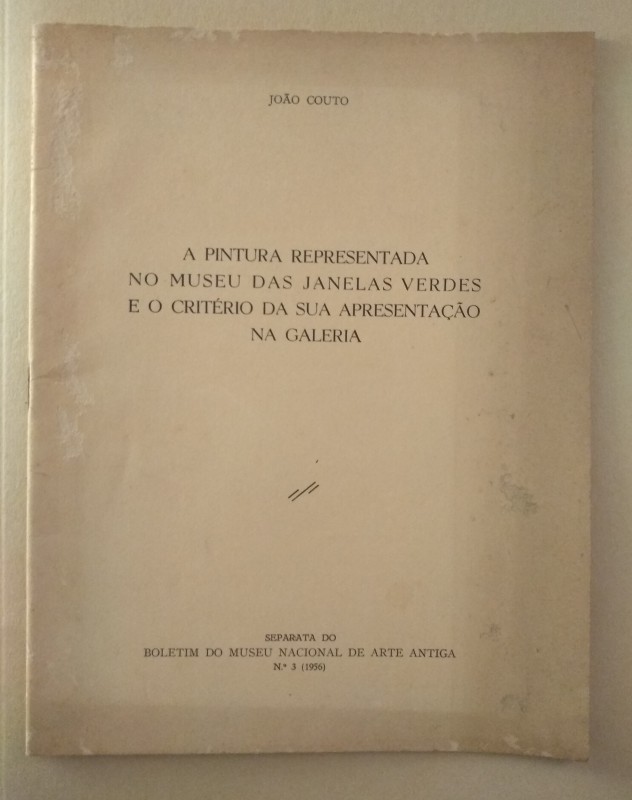 JOÃO COUTO
A PINTURA REPRESENTADA
NO MUSEU DAS JANELAS VERDES
E O CRITÉRIO DA SUA APRESENTAÇÃO
NA GALERIA
SEPARATA DO
BOLETIM DO MUSEU NACIONAL DE ARTE ANTIGA
N.º 3 (1956)